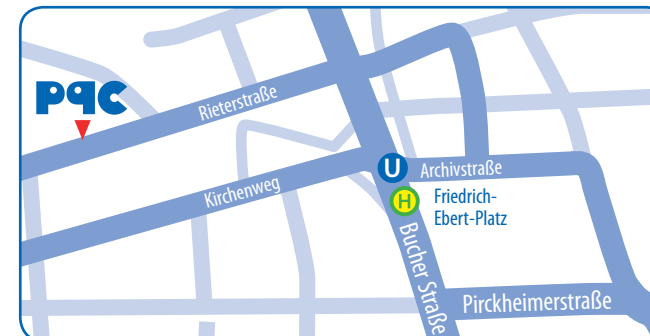 pqc
Rieterstraße
Kirchenweg
U
Archivstraße
H
Friedrich-
Ebert-Platz
Bucher Straße
Pirckheimerstraße